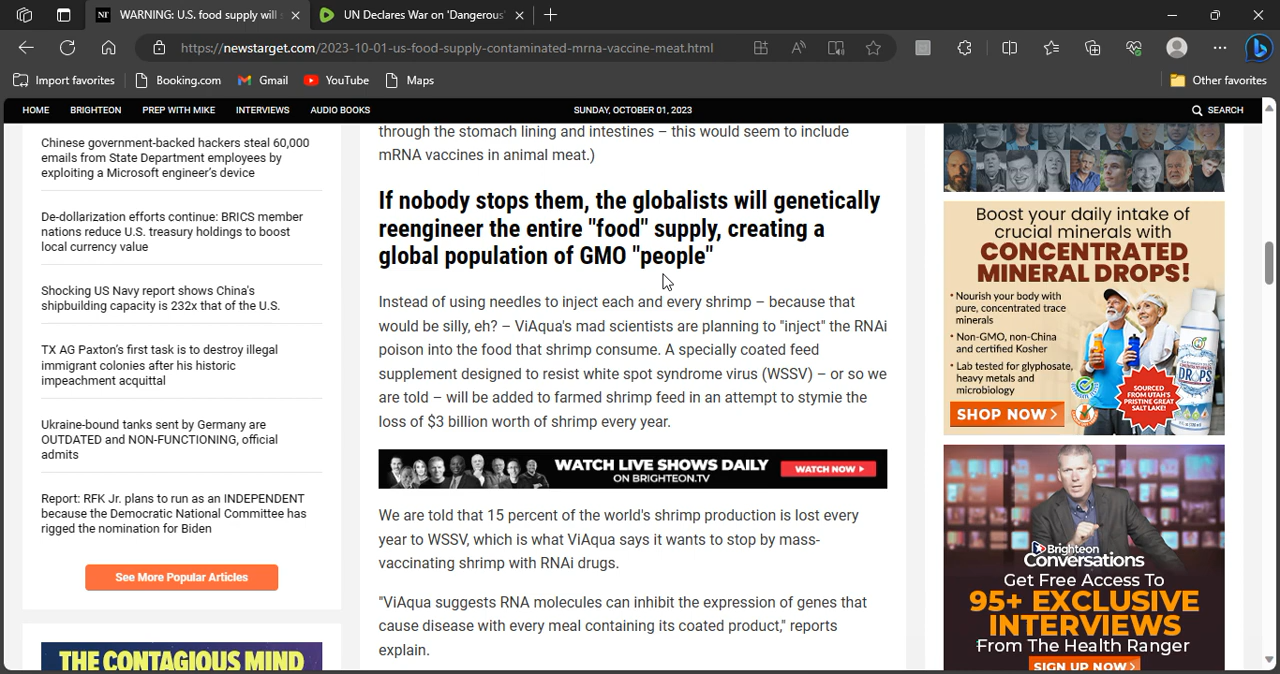 WARNING: U.S. food supply will
UN Declares War on 'Dangerous'
https://newstarget.com/2023-10-01-us-food-supply-contaminated-mrna-vaccine-meat.html
Import favorites
Booking.com
Gmail
YouTube
Maps
Other favorites
HOME
BRIGHTEON
PREP WITH MIKE
INTERVIEWS
AUDIO BOOKS
SUNDAY, OCTOBER 01, 2023
SEARCH
Chinese government-backed hackers steal 60,000
emails from State Department employees by
exploiting a Microsoft engineer's device
De-dollarization efforts continue: BRICS member
nations reduce U.S. treasury holdings to boost
local currency value
Shocking US Navy report shows China's
shipbuilding capacity is 232x that of the U.S.
TX AG Paxton's first task is to destroy illegal
immigrant colonies after his historic
impeachment acquittal
Ukraine-bound tanks sent by Germany are
OUTDATED and NON-FUNCTIONING, official
admits
Report: RFK Jr. plans to run as an INDEPENDENT
because the Democratic National Committee has
rigged the nomination for Biden
See More Popular Articles
THE CONTAGIOUS MIND
through the stomach lining and intestines – this would seem to include
mRNA vaccines in animal meat.)
If nobody stops them, the globalists will genetically
reengineer the entire "food" supply, creating a
global population of GMO "people"
Instead of using needles to inject each and every shrimp – because that
would be silly, eh? – ViAqua's mad scientists are planning to "inject" the RNAi
poison into the food that shrimp consume. A specially coated feed
supplement designed to resist white spot syndrome virus (WSSV) – or so we
are told – will be added to farmed shrimp feed in an attempt to stymie the
loss of $3 billion worth of shrimp every year.
WATCH LIVE SHOWS DAILY
ON BRIGHTEON.TV
WATCH NOW
We are told that 15 percent of the world's shrimp production is lost every
year to WSSV, which is what ViAqua says it wants to stop by mass-
vaccinating shrimp with RNAi drugs.
"ViAqua suggests RNA molecules can inhibit the expression of genes that
cared isease with every meal containing its coated product," reports
explain.
Boost your daily intake of
crucial minerals with
CONCENTRATED
MINERAL DROPS!
• Nourish your body with
pure, concentrated trace
minerals
• Non-GMO, non-China
and certified Kosher
• Lab tested for glyphosate,
heavy metals and
microbiology
SHOP NOW
DROPS
SOURCED
FROM UTAH'S
PRISTINE GREAT
SALT LAKE!
Brighteon
Conversations
Get Free Access To
95+ EXCLUSIVE
INTERVIEWS
From The Health Ranger
SIGN UP NOW